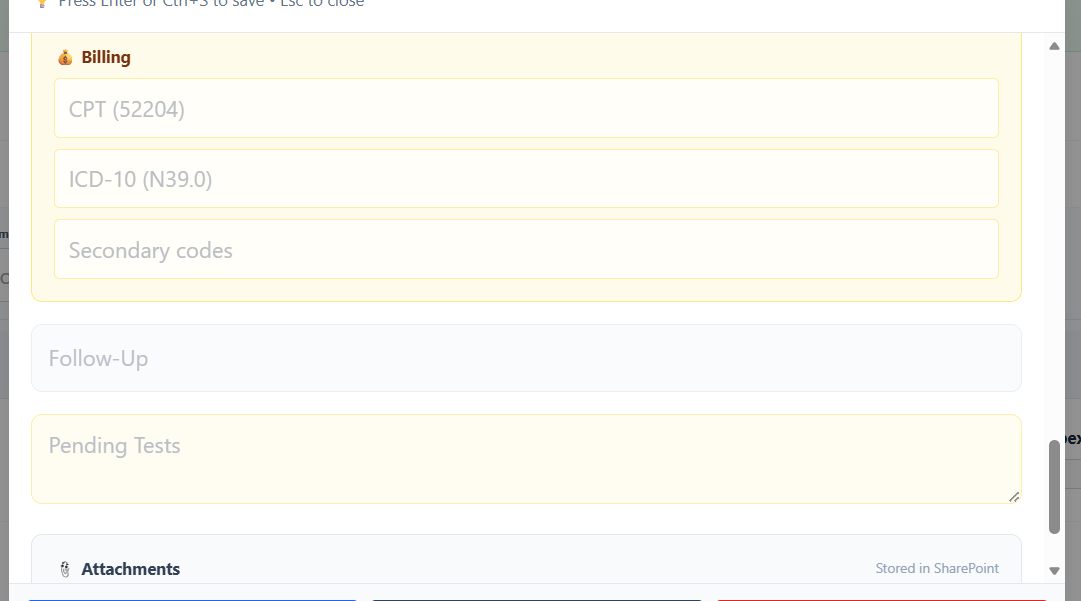 Press Enter or Ctrl+S to save • Esc to close
Billing
CPT (52204)
ICD-10 (N39.0)
Secondary codes
Follow-Up
Pending Tests
Attachments
Stored in SharePoint